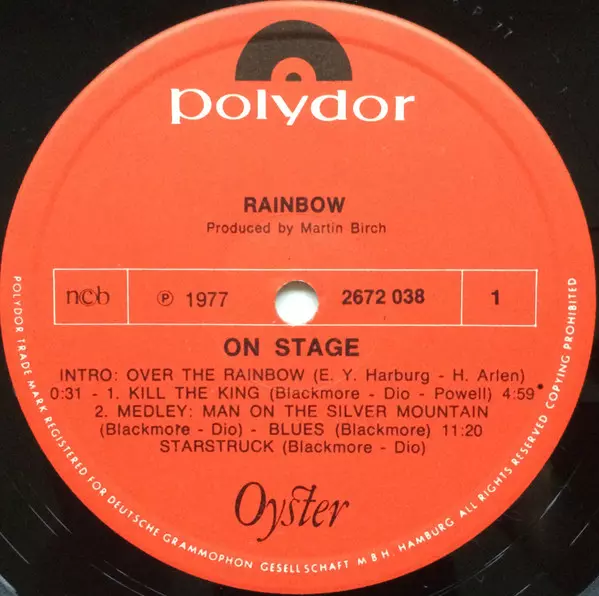 P 77
polydor
RAINBOW
Produced by Martin Birch
ncb
℗ 1977
2672 038
1
ON STAGE
INTRO: OVER THE RAINBOW (E. Y. Harburg - H. Arlen)
0:31 - 1. KILL THE KING (Blackmore - Dio - Powell) 4:59
2. MEDLEY: MAN ON THE SILVER MOUNTAIN
(Blackmore - Dio) - BLUES (Blackmore) 11:20
STARSTRUCK (Blackmore - Dio)
Oyster
POLYDOR TRADE MARK REGISTERED FOR DEUTSCHE GRAMMOPHON GESELLSCHAFT M B H. HAMBURG ALL RIGHTS RESERVED COPYING PROHIBITED